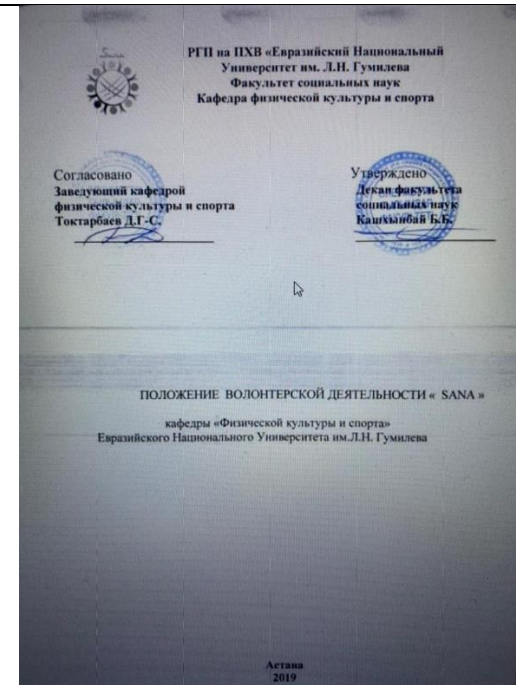 Sana
РГП на ПХВ «Евразийский Национальный
Университет им. Л.Н. Гумилева
Факультет социальных наук
Кафедра физической культуры и спорта
Согласовано
Заведующий кафедрой
физической культуры и спорта
Токтарбаев Д.Г-С.
Утверждено
Декан факультета
социальных наук
Кашхынбай Б.Б.
ПОЛОЖЕНИЕ ВОЛОНТЕРСКОЙ ДЕЯТЕЛЬНОСТИ « SANA »
кафедры «Физической культуры и спорта»
Евразийского Национального Университета им.Л.Н. Гумилева
Астана
2019